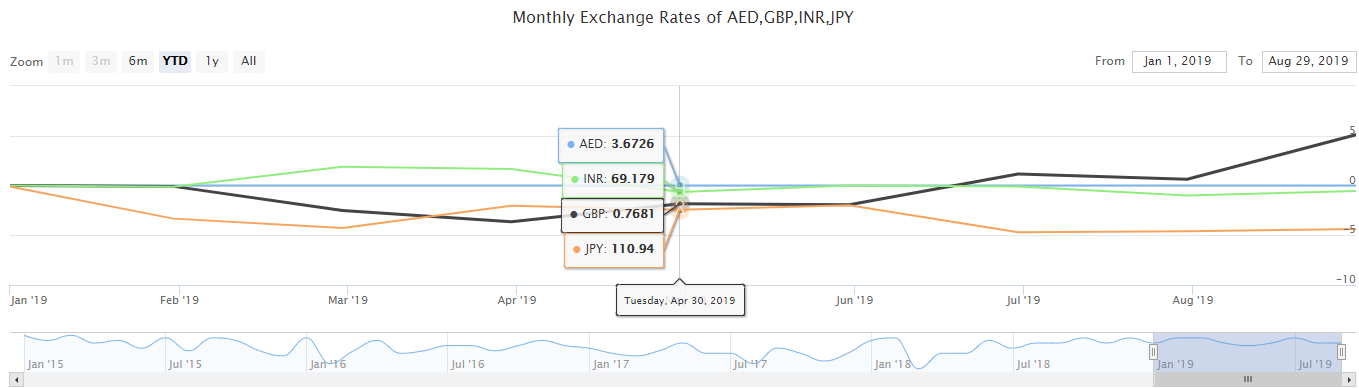 Monthly Exchange Rates of AED,GBP,INR,JPY
Zoom 1m 3m 6m YTD 1y All
From Jan 1, 2019 To Aug 29, 2019
5
AED: 3.6726
INR: 69.179
0
GBP: 0.7681
JPY: 110.94
-5
-10
Jan '19 Feb '19 Mar '19 Apr '19 Jun '19 Jul '19 Aug '19
Tuesday, Apr 30, 2019
Jan '15 Jul '15 Jan '16 Jul '16 Jan '17 Jul '17 Jan '18 Jul '18 Jan '19 Jul '19